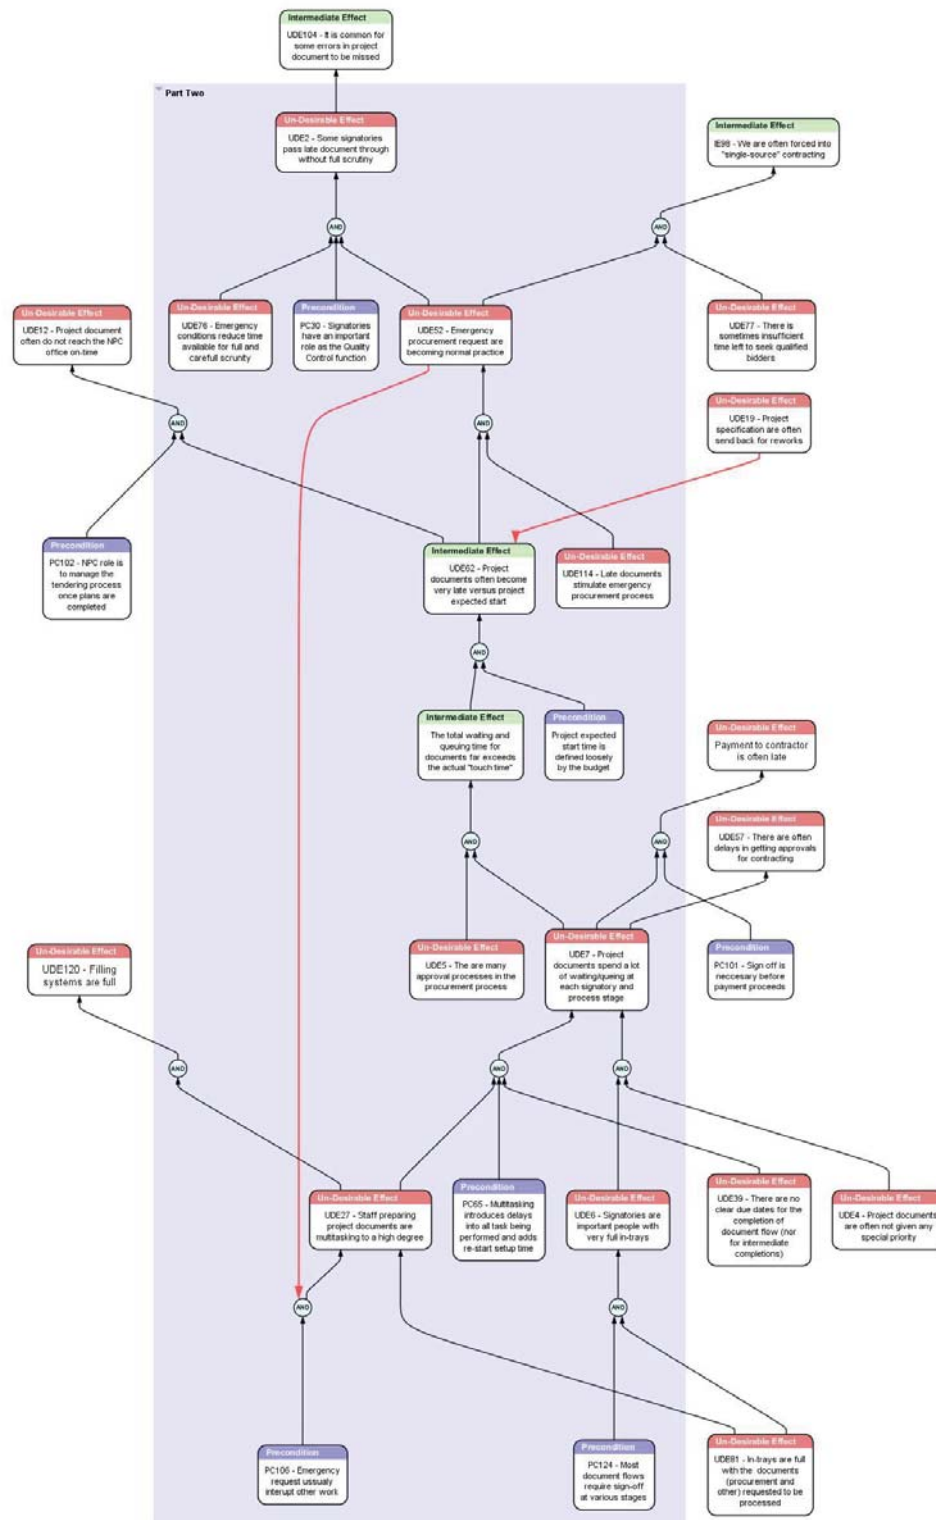 Intermediate Effect
UDE104 - It is common for
some errors in project
document to be missed
Part Two
Un-Desirable Effect
UDE2 - Some signatories
pass late document through
without full scrutiny
Intermediate Effect
IE98 - We are often forced into
"single-source" contracting
AND
AND
Un-Desirable Effect
UDE12 - Project document
often do not reach the NPC
office on-time
Un-Desirable Effect
UDE76 - Emergency
conditions reduce time
available for full and
carefull scrunity
Precondition
PC30 - Signatories
have an important
role as the Quality
Control function
Un-Desirable Effect
UDE52 - Emergency
procurement request are
becoming normal practice
Un-Desirable Effect
UDE77 - There is
sometimes insufficient
time left to seek qualified
bidders
Un-Desirable Effect
UDE19 - Project
specification are often
send back for reworks
AND
AND
Precondition
PC102 - NPC role is
to manage the
tendering process
once plans are
completed
Intermediate Effect
UDE62 - Project
documents often become
very late versus project
expected start
Un-Desirable Effect
UDE114 - Late documents
stimulate emergency
procurement process
AND
Intermediate Effect
The total waiting and
queuing time for
documents far exceeds
the actual "touch time"
Precondition
Project expected
start time is
defined loosely
by the budget
Un-Desirable Effect
Payment to contractor
is often late
Un-Desirable Effect
UDE57 - There are often
delays in getting approvals
for contracting
AND
AND
Un-Desirable Effect
UDE120 - Filling
systems are full
Un-Desirable Effect
UDE5 - The are many
approval processes in the
procurement process
Un-Desirable Effect
UDE7 - Project
documents spend a lot
of waiting/queing at
each signatory and
process stage
Precondition
PC101 - Sign-off is
neccesary before
payment proceeds
AND
AND
AND
Un-Desirable Effect
UDE27 - Staff preparing
project documents are
multitasking to a high degree
Precondition
PC65 - Multitasking
introduces delays
into all task being
performed and adds
re-start setup time
Un-Desirable Effect
UDE6 - Signatories are
important people with
very full in-trays
Un-Desirable Effect
UDE39 - There are no
clear due dates for the
completion of
document flow (nor
for intermediate
completions)
Un-Desirable Effect
UDE4 - Project documents
are often not given any
special priority
AND
AND
Precondition
PC106 - Emergency
request ussualy
interupt other work
Precondition
PC124 - Most
document flows
require sign-off
at various stages
Un-Desirable Effect
UDE81 - In-trays are full
with the documents
(procurement and
other) requested to be
processed